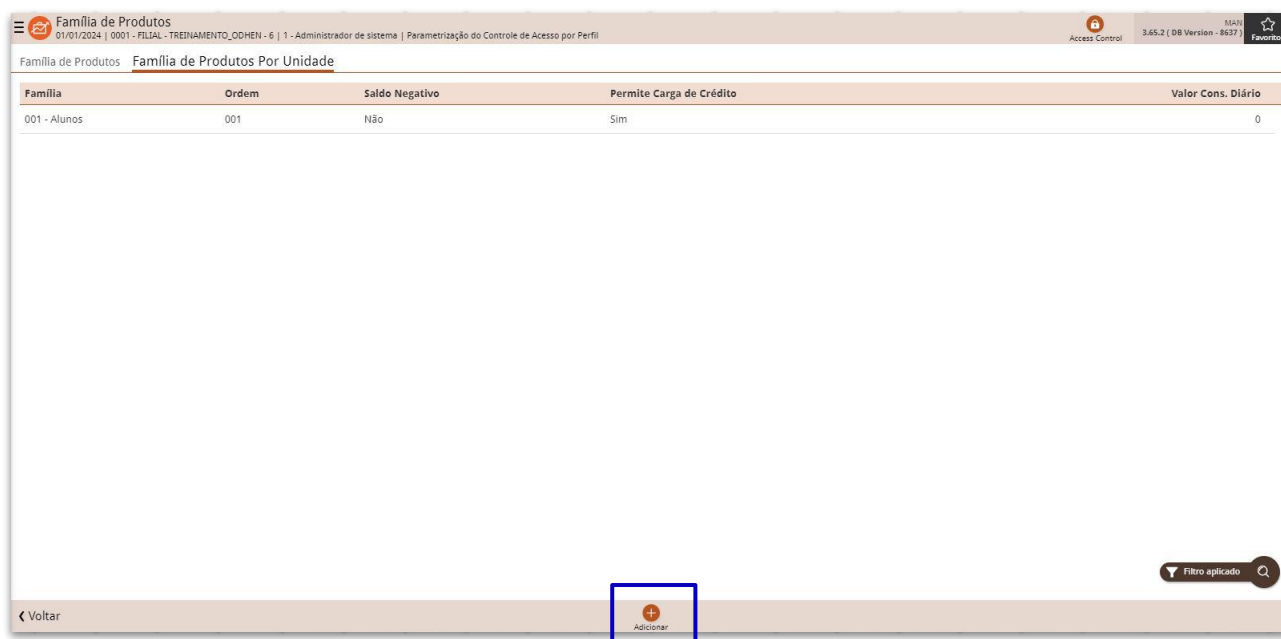 Família de Produtos
01/01/2024 | 0001 - FILIAL - TREINAMENTO_ODHEN - 6 | 1 - Administrador de sistema | Parametrização do Controle de Acesso por Perfil
Access Control
MAN
3.65.2 ( DB Version - 8637 )
Favorito
Família de Produtos Família de Produtos Por Unidade
Família Ordem Saldo Negativo Permite Carga de Crédito Valor Cons. Diário
001 - Alunos 001 Não Sim 0
Filtro aplicado
Voltar
Adicionar